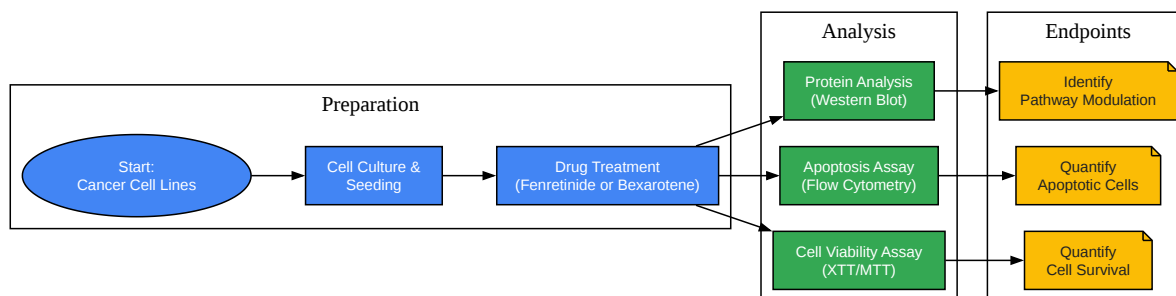 Preparation
Start:
Cancer Cell Lines
Cell Culture &
Seeding
Drug Treatment
(Fenretinide or Bexarotene)
Analysis
Protein Analysis
(Western Blot)
Apoptosis Assay
(Flow Cytometry)
Cell Viability Assay
(XTT/MTT)
Endpoints
Identify
Pathway Modulation
Quantify
Apoptotic Cells
Quantify
Cell Survival